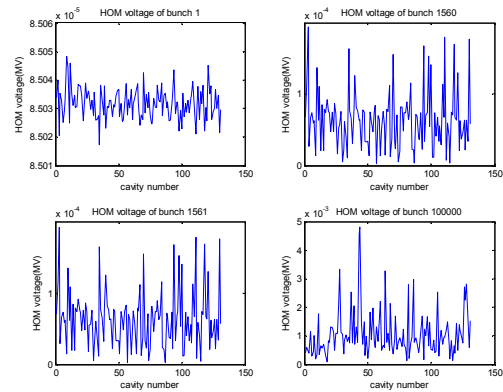 HOM voltage of bunch 1
x 10^-5
8.506
8.505
8.504
8.503
8.502
8.501
HOM voltage(MV)
0 50 100 150
cavity number
HOM voltage of bunch 1560
x 10^-4
1
0
HOM voltage(MV)
0 50 100 150
cavity number
HOM voltage of bunch 1561
x 10^-4
1
0
HOM voltage(MV)
0 50 100 150
cavity number
HOM voltage of bunch 100000
x 10^-3
5
4
3
2
1
0
HOM voltage(MV)
0 50 100 150
cavity number